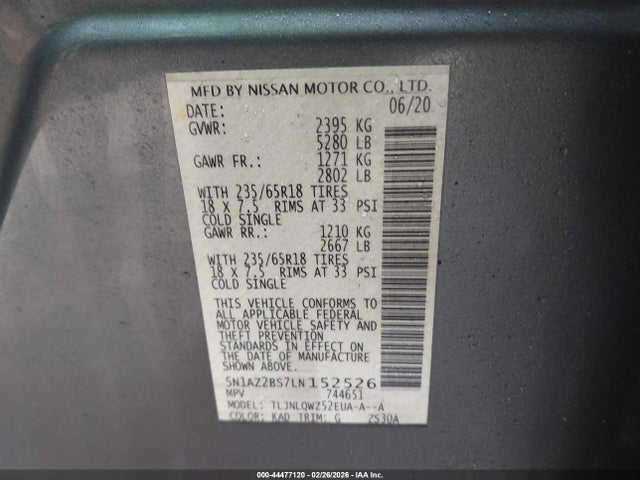 MFD BY NISSAN MOTOR CO., LTD.
DATE: 06/20
GVWR: 2395 KG
5280 LB
GAWR FR.: 1271 KG
2802 LB
WITH 235/65R18 TIRES
18 X 7.5 RIMS AT 33 PSI
COLD SINGLE
GAWR RR.: 1210 KG
2667 LB
WITH 235/65R18 TIRES
18 X 7.5 RIMS AT 33 PSI
COLD SINGLE
THIS VEHICLE CONFORMS TO
ALL APPLICABLE FEDERAL
MOTOR VEHICLE SAFETY AND
THEFT PREVENTION
STANDARDS IN EFFECT ON
THE DATE OF MANUFACTURE
SHOWN ABOVE.
5N1AZ2BS7LN152526
MPV 744651
MODEL: TLJNLQWZ52EUA-A--A
COLOR: KAD TRIM: G ZS30A
000-44477120 - 02/26/2026 - IAA Inc.